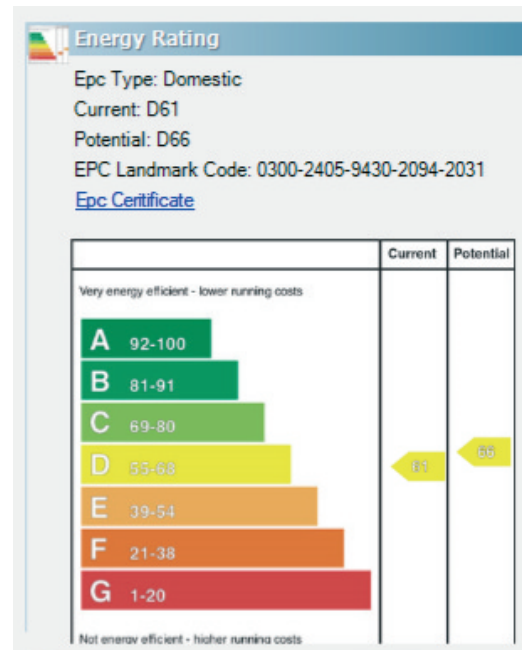 Energy Rating
Epc Type: Domestic
Current: D61
Potential: D66
EPC Landmark Code: 0300-2405-9430-2094-2031
Epc Ceritificate
Current Potential
Very energy efficient - lower running costs
A 92-100
B 81-91
C 69-80
D 55-68 61 66
E 39-54
F 21-38
G 1-20
Not energy efficient - higher running costs